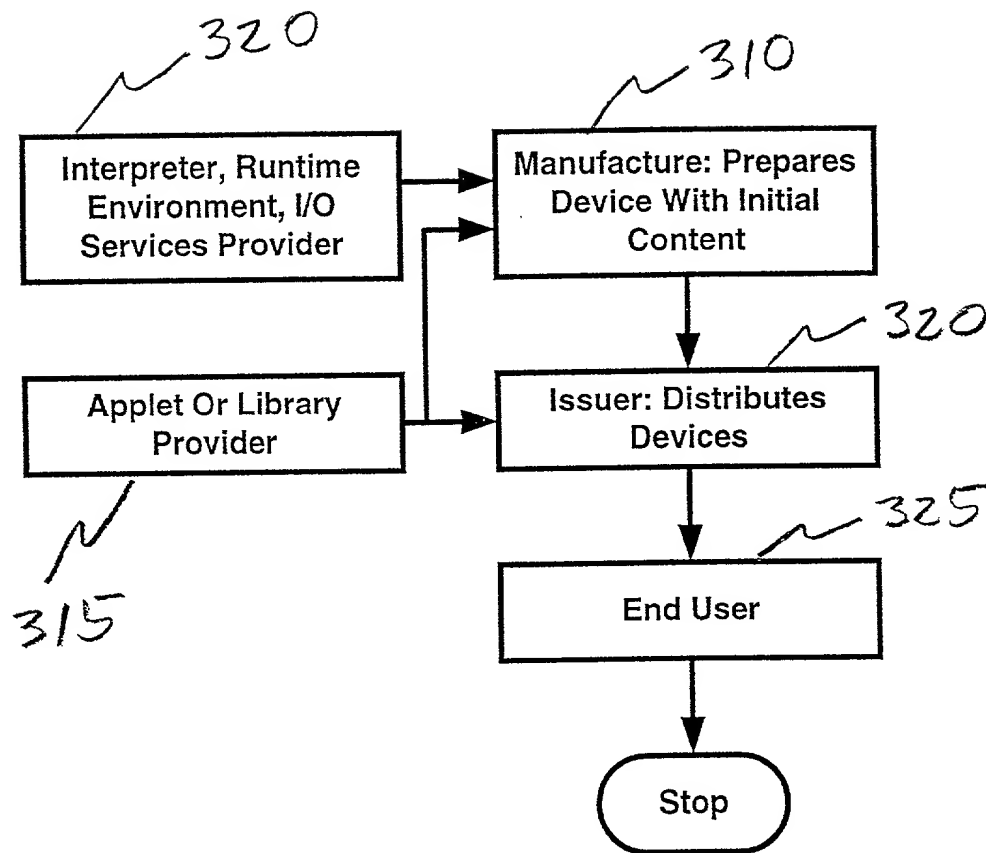 320
310
Interpreter, Runtime
Environment, I/O
Services Provider
Manufacture: Prepares
Device With Initial
Content
320
Applet Or Library
Provider
Issuer: Distributes
Devices
315
325
End User
Stop